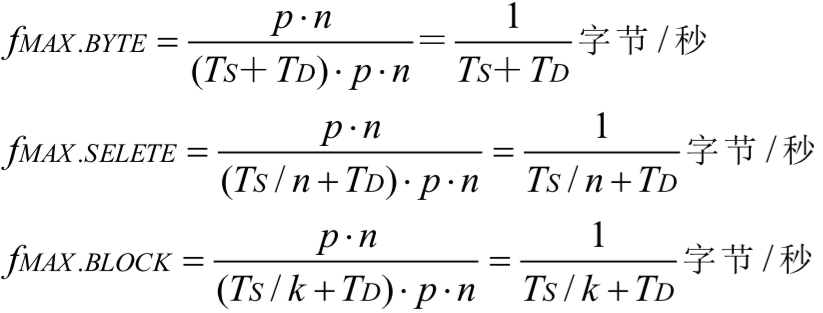 fMAX.BYTE = p·n / (TS+TD)·p·n = 1 / TS+TD 字节/秒
fMAX.SELETE = p·n / (TS/n+TD)·p·n = 1 / TS/n+TD 字节/秒
fMAX.BLOCK = p·n / (TS/k+TD)·p·n = 1 / TS/k+TD 字节/秒